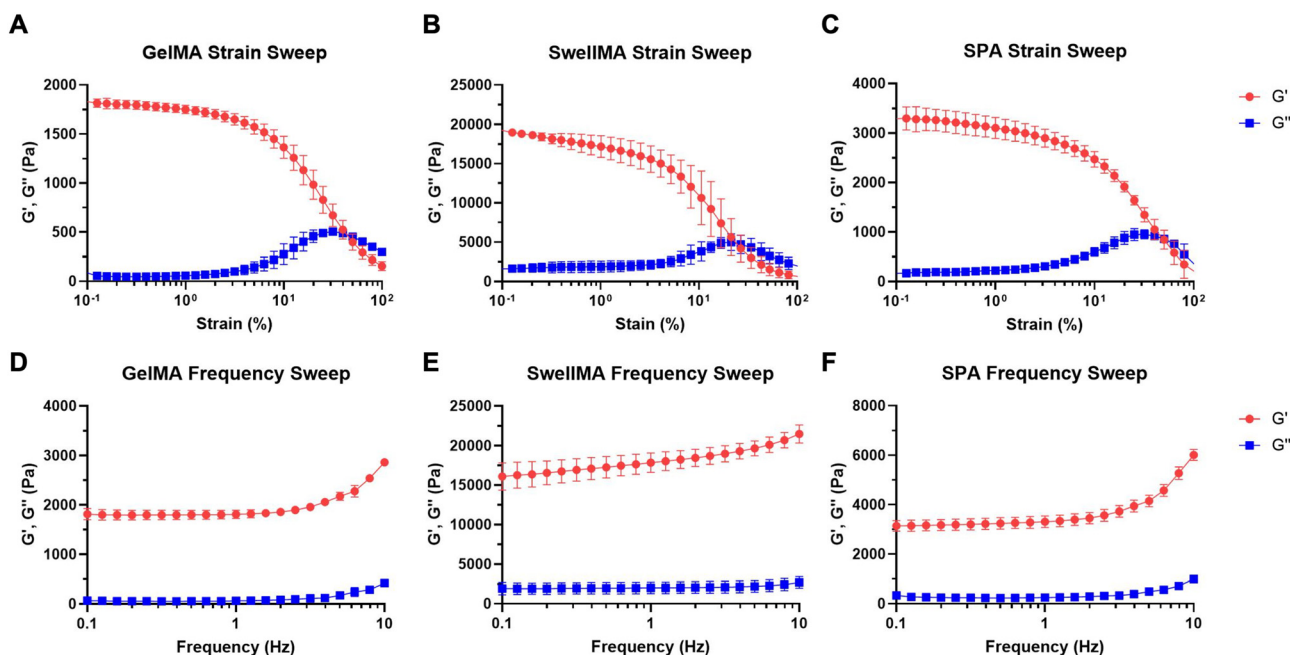 A
GelMA Strain Sweep
G', G'' (Pa)
2000
1500
1000
500
0
10-1
100
101
102
Strain (%)
B
SwellMA Strain Sweep
G', G'' (Pa)
25000
20000
15000
10000
5000
0
10-1
100
101
102
Stain (%)
C
SPA Strain Sweep
G', G'' (Pa)
4000
3000
2000
1000
0
10-1
100
101
102
Strain (%)
G'
G''
D
GelMA Frequency Sweep
G', G'' (Pa)
4000
3000
2000
1000
0
0.1
1
10
Frequency (Hz)
E
SwellMA Frequency Sweep
G', G'' (Pa)
25000
20000
15000
10000
5000
0
0.1
1
10
Frequency (Hz)
F
SPA Frequency Sweep
G', G'' (Pa)
8000
6000
4000
2000
0
0.1
1
10
Frequency (Hz)
G'
G''